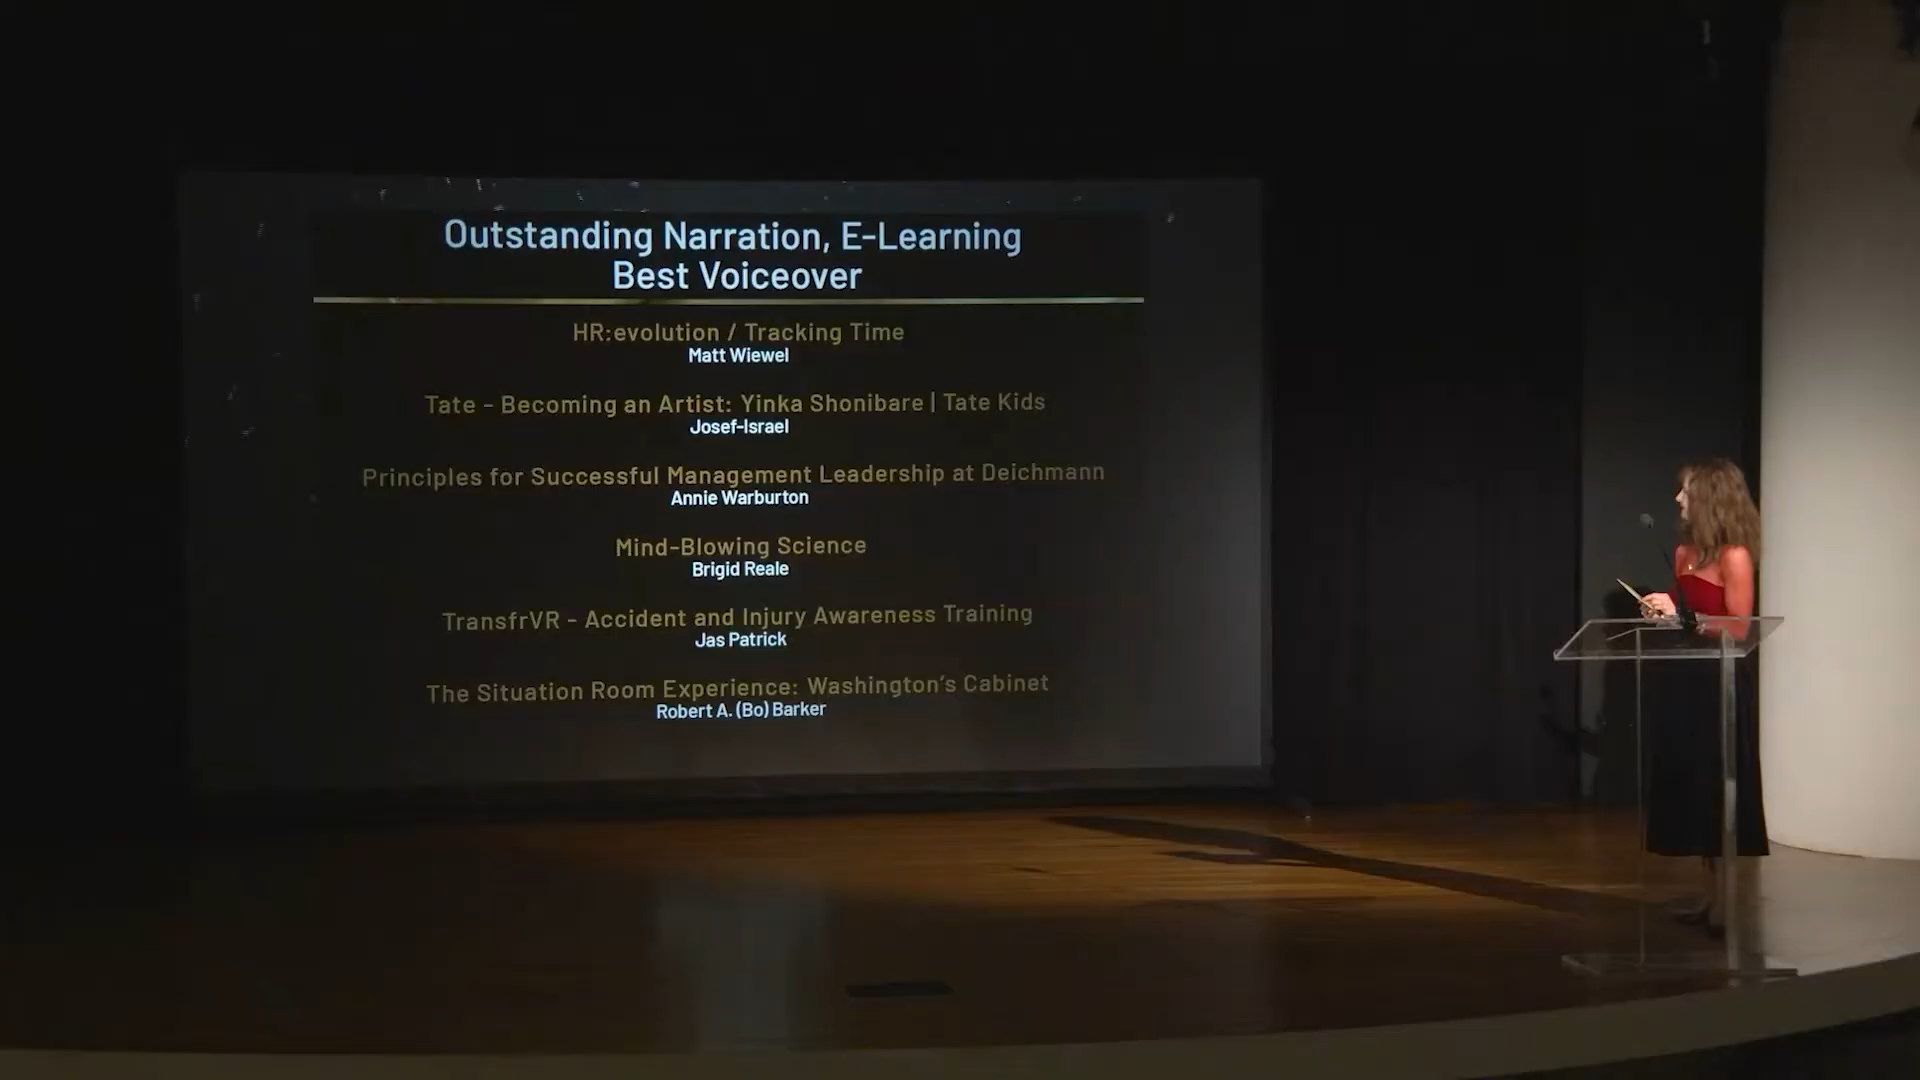 Outstanding Narration, E-Learning
Best Voiceover
HR:evolution / Tracking Time
Matt Wiewel
Tate - Becoming an Artist: Yinka Shonibare | Tate Kids
Josef-Israel
Principles for Successful Management Leadership at Deichmann
Annie Warburton
Mind-Blowing Science
Brigid Reale
TransfrVR - Accident and Injury Awareness Training
Jas Patrick
The Situation Room Experience: Washington's Cabinet
Robert A. (Bo) Barker